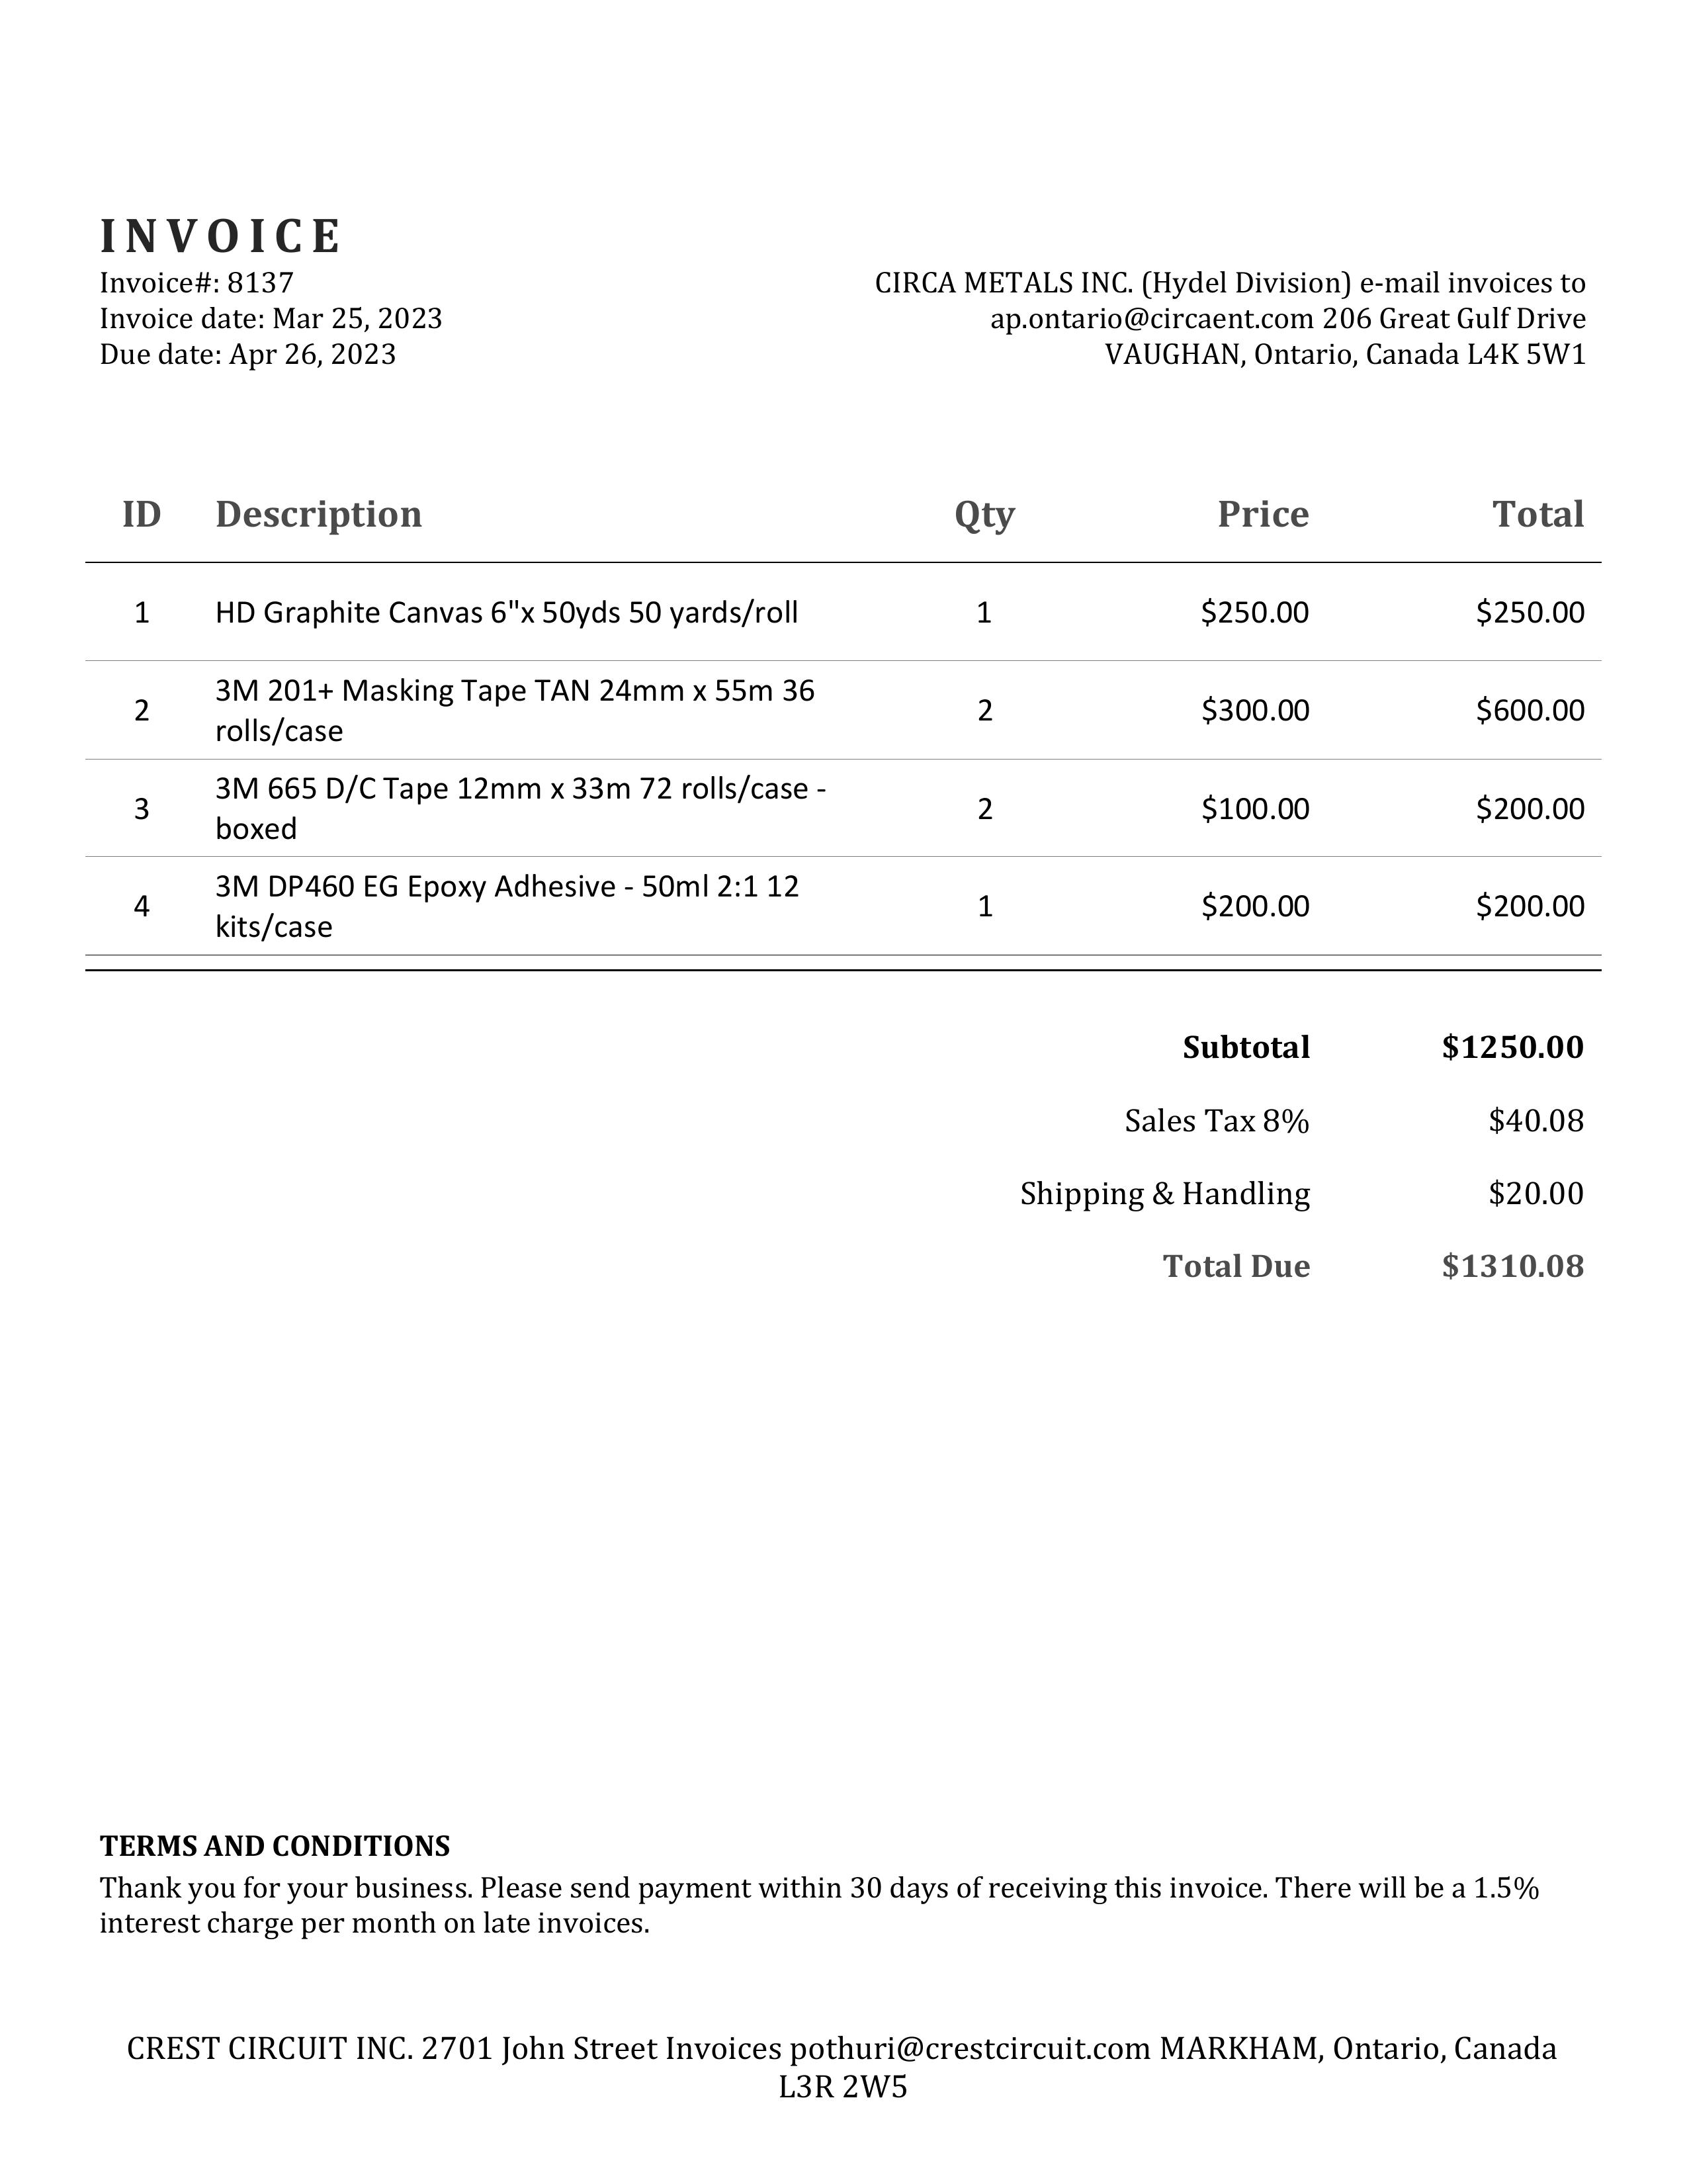 INVOICE
Invoice#: 8137
Invoice date: Mar 25, 2023
Due date: Apr 26, 2023
CIRCA METALS INC. (Hydel Division) e-mail invoices to
ap.ontario@circaent.com 206 Great Gulf Drive
VAUGHAN, Ontario, Canada L4K 5W1
ID Description Qty Price Total
1 HD Graphite Canvas 6"x 50yds 50 yards/roll 1 $250.00 $250.00
2 3M 201+ Masking Tape TAN 24mm x 55m 36
rolls/case 2 $300.00 $600.00
3 3M 665 D/C Tape 12mm x 33m 72 rolls/case -
boxed 2 $100.00 $200.00
4 3M DP460 EG Epoxy Adhesive - 50ml 2:1 12
kits/case 1 $200.00 $200.00
Subtotal $1250.00
Sales Tax 8% $40.08
Shipping & Handling $20.00
Total Due $1310.08
TERMS AND CONDITIONS
Thank you for your business. Please send payment within 30 days of receiving this invoice. There will be a 1.5%
interest charge per month on late invoices.
CREST CIRCUIT INC. 2701 John Street Invoices pothuri@crestcircuit.com MARKHAM, Ontario, Canada
L3R 2W5